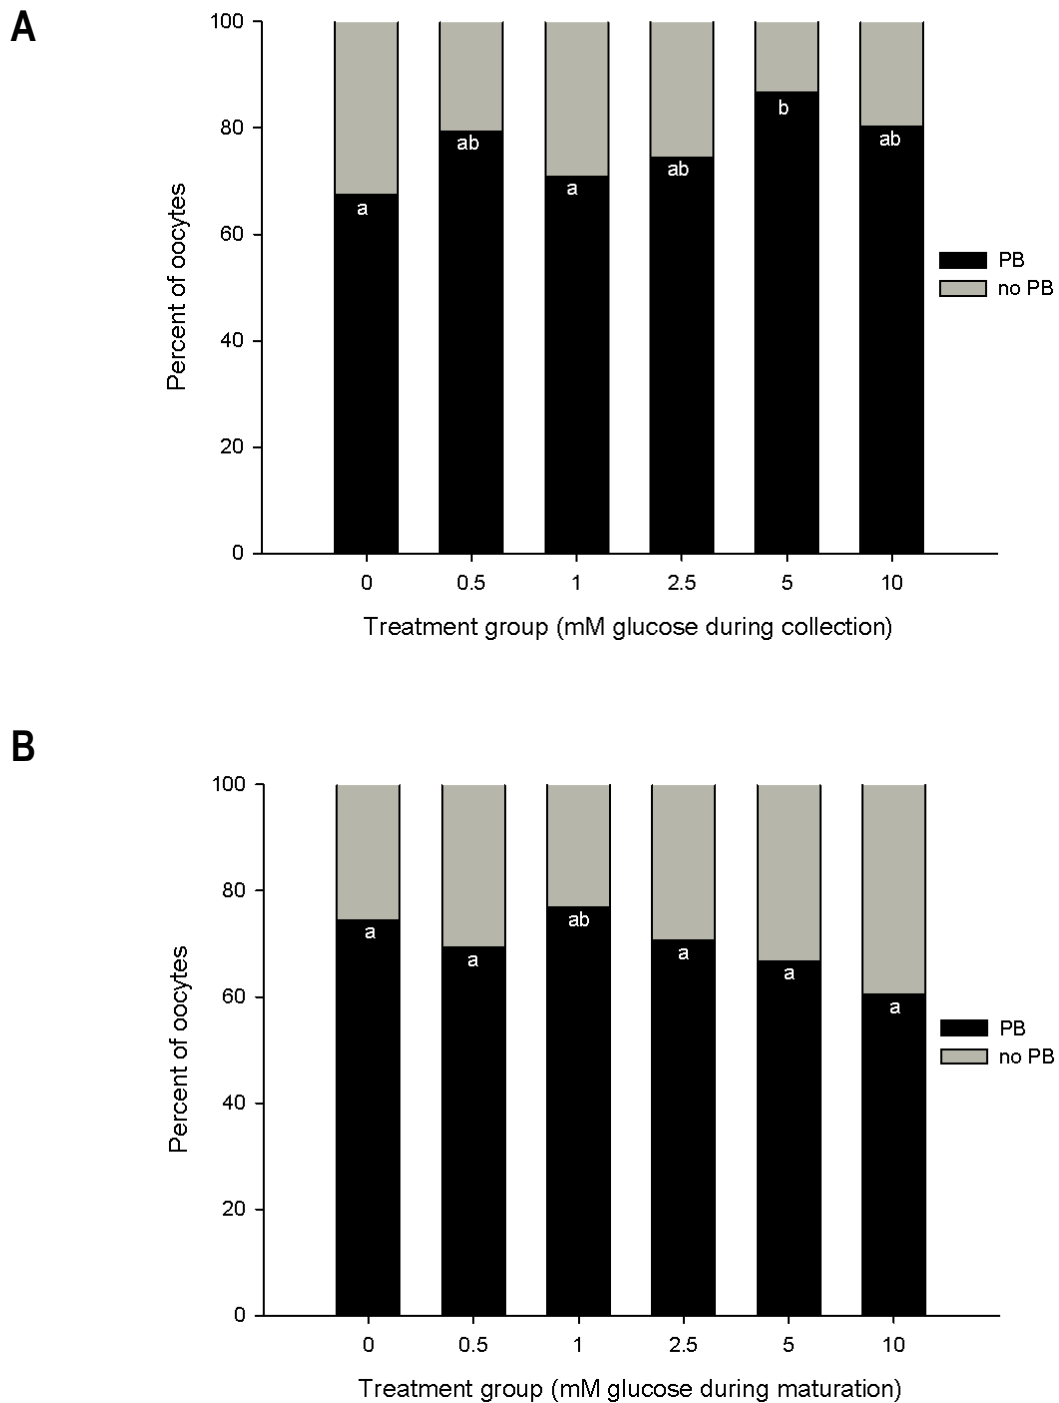 A
100
80
60
40
20
0
Percent of oocytes
a
ab
a
ab
b
ab
PB
no PB
0 0.5 1 2.5 5 10
Treatment group (mM glucose during collection)
B
100
80
60
40
20
0
Percent of oocytes
a
a
ab
a
a
a
PB
no PB
0 0.5 1 2.5 5 10
Treatment group (mM glucose during maturation)